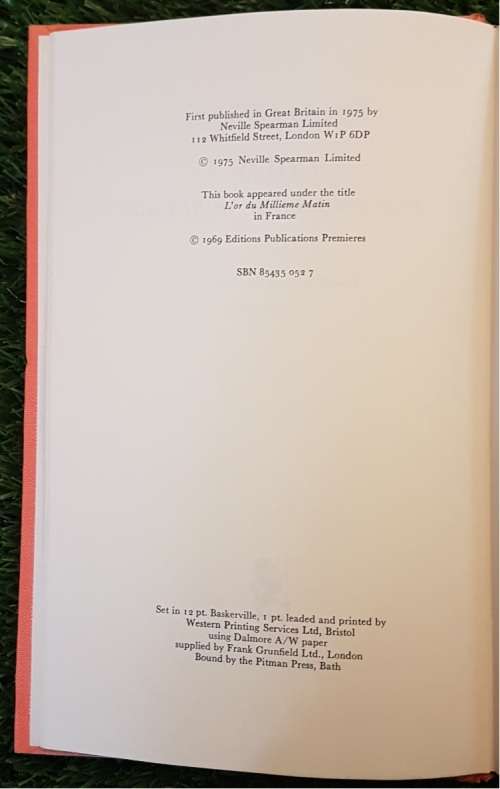 First published in Great Britain in 1975 by
Neville Spearman Limited
112 Whitfield Street, London W1P 6DP
© 1975 Neville Spearman Limited
This book appeared under the title
L'or du Millieme Matin
in France
© 1969 Editions Publications Premieres
SBN 85435 052 7
Set in 12 pt. Baskerville, 1 pt. leaded and printed by
Western Printing Services Ltd, Bristol
using Dalmore A/W paper
supplied by Frank Grunfield Ltd., London
Bound by the Pitman Press, Bath